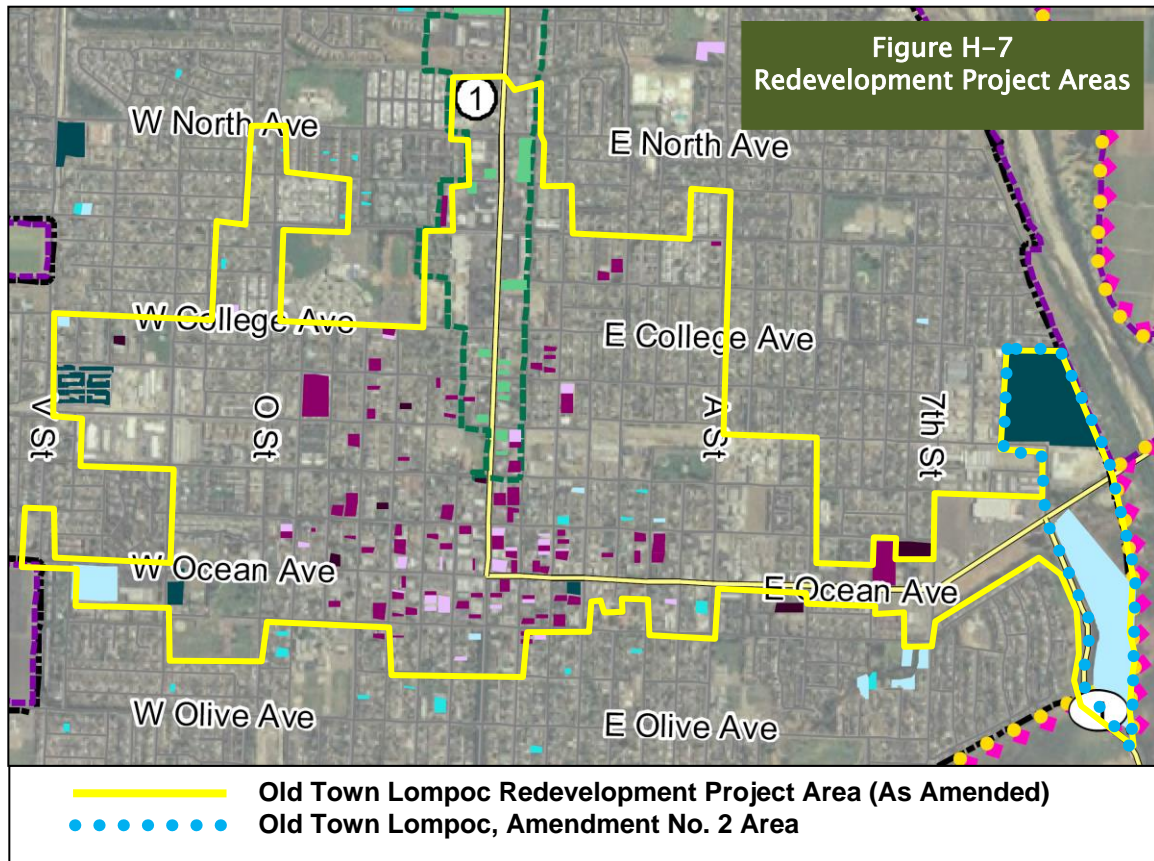 Figure H-7
Redevelopment Project Areas
1
W North Ave
E North Ave
W College Ave
E College Ave
V St
O St
A St
7th St
W Ocean Ave
E Ocean Ave
W Olive Ave
E Olive Ave
Old Town Lompoc Redevelopment Project Area (As Amended)
Old Town Lompoc, Amendment No. 2 Area